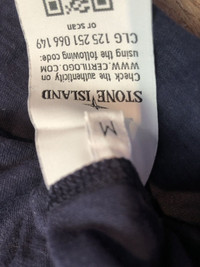 STONE ISLAND
M
Check the authenticity on
WWW.CERTILOGO.COM
using the following code:
CLG 125 251 066 149
or scan